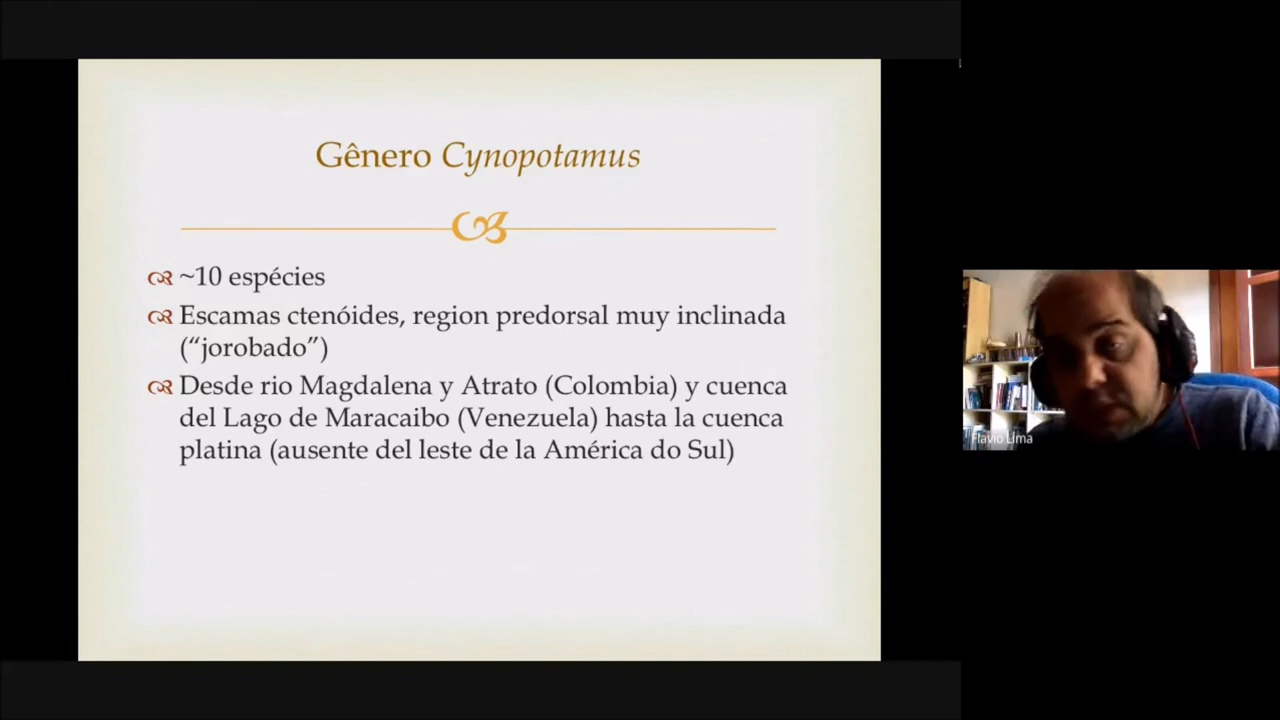 Gênero Cynopotamus
~10 espécies
Escamas ctenóides, region predorsal muy inclinada
(“jorobado”)
Desde rio Magdalena y Atrato (Colombia) y cuenca
del Lago de Maracaibo (Venezuela) hasta la cuenca
platina (ausente del leste de la América do Sul)
Flavio Lima